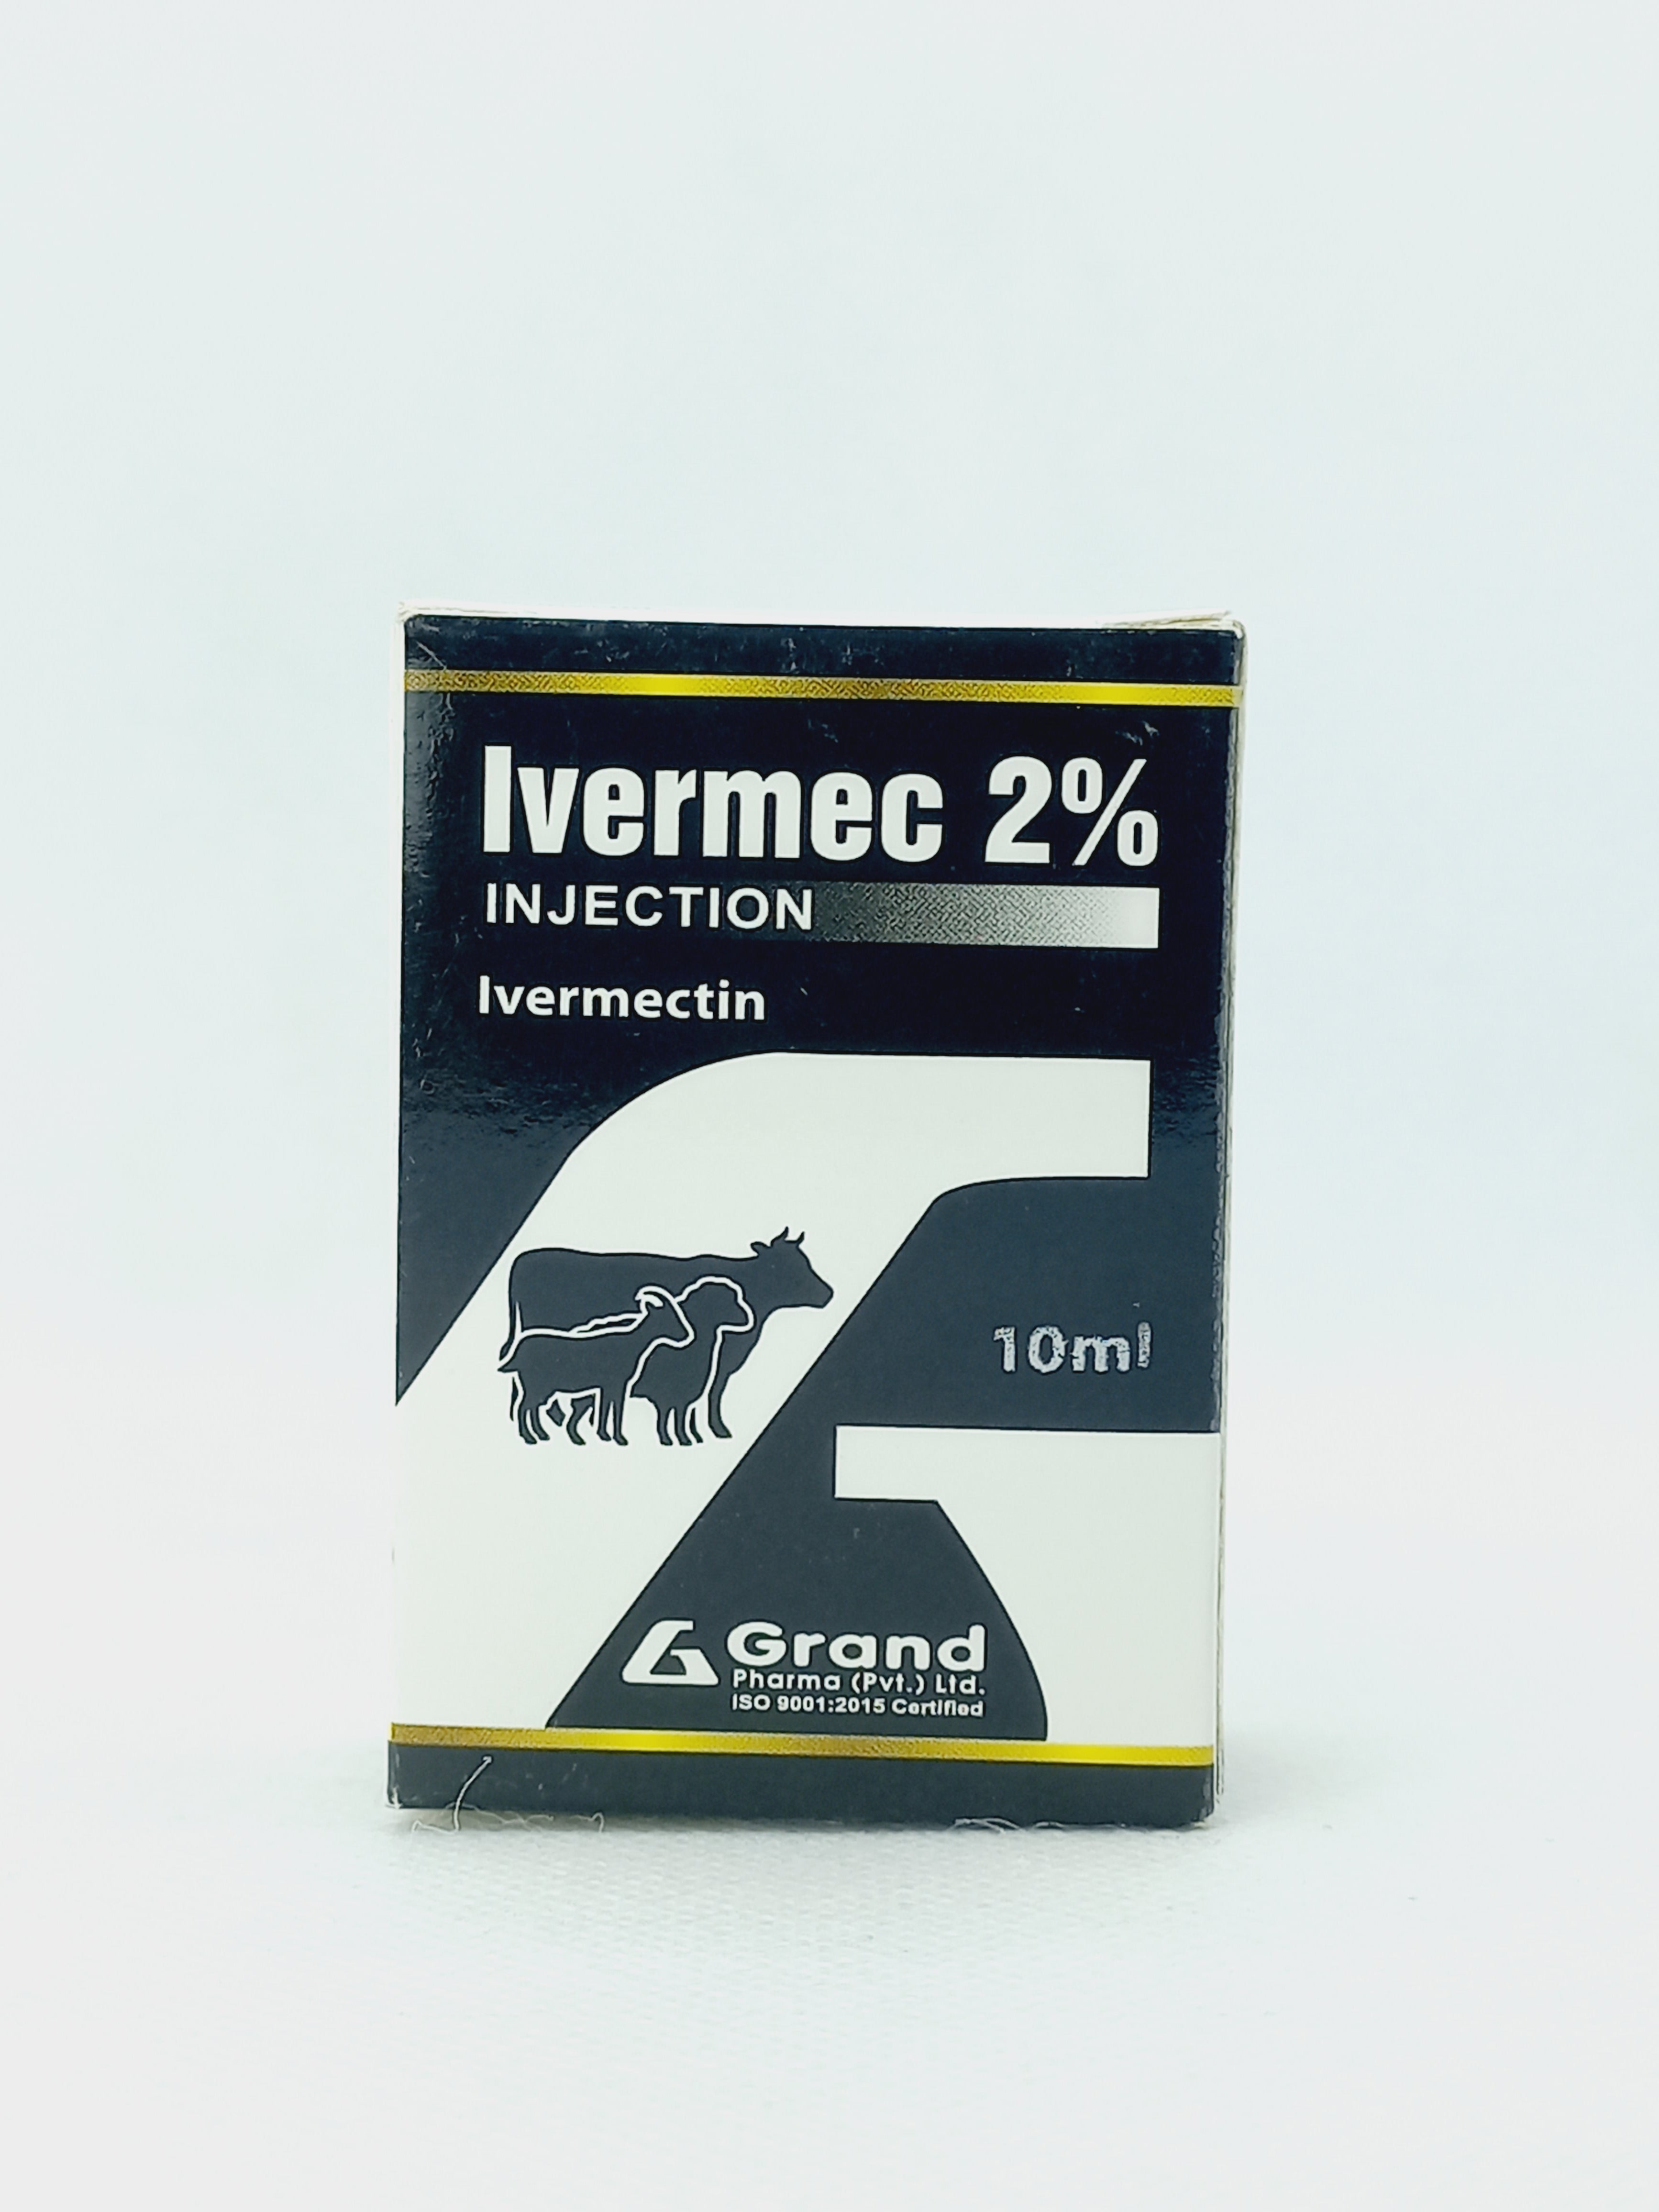 Ivermec 2%
INJECTION
Ivermectin
10ml
Grand
Pharma (Pvt.) Ltd.
ISO 9001:2015 Certified